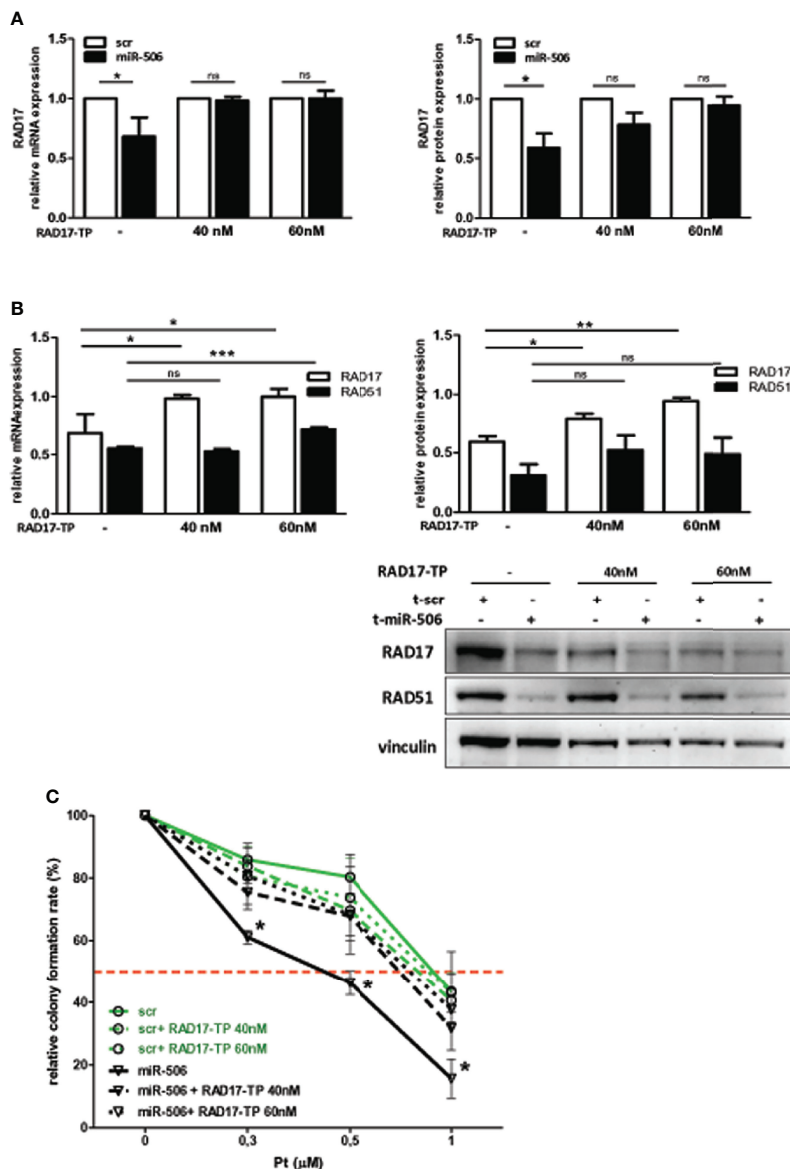 A
scr
miR-506
RAD17
relative mRNA expression
1.5
1.0
0.5
0.0
*
ns
ns
RAD17-TP
-
40 nM
60nM
scr
miR-506
RAD17
relative protein expression
1.5
1.0
0.5
0.0
*
ns
ns
RAD17-TP
-
40 nM
60nM
B
relative mRNAexpression
1.5
1.0
0.5
0.0
*
*
***
ns
RAD17
RAD51
RAD17-TP
-
40 nM
60nM
relative protein expression
1.5
1.0
0.5
0.0
**
*
ns
ns
RAD17
RAD51
RAD17-TP
-
40nM
60nM
RAD17-TP - 40nM 60nM
t-scr + - + - + -
t-miR-506 - + - + - +
RAD17
RAD51
vinculin
C
relative colony formation rate (%)
100
80
60
40
20
0
*
*
*
scr
scr+ RAD17-TP 40nM
scr+ RAD17-TP 60nM
miR-506
miR-506 + RAD17-TP 40nM
miR-506+ RAD17-TP 60nM
0 0,3 0,5 1
Pt (μM)